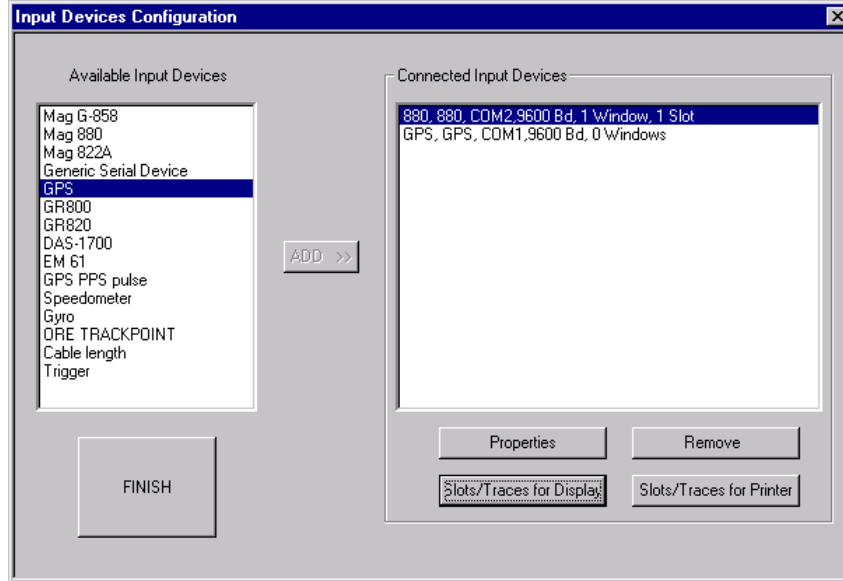 Input Devices Configuration
Available Input Devices
Mag G-858
Mag 880
Mag 822A
Generic Serial Device
GPS
GR800
GR820
DAS-1700
EM 61
GPS PPS pulse
Speedometer
Gyro
ORE TRACKPOINT
Cable length
Trigger
ADD >>
FINISH
Connected Input Devices
880, 880, COM2,9600 Bd, 1 Window, 1 Slot
GPS, GPS, COM1,9600 Bd, 0 Windows
Properties
Remove
Slots/Traces for Display
Slots/Traces for Printer